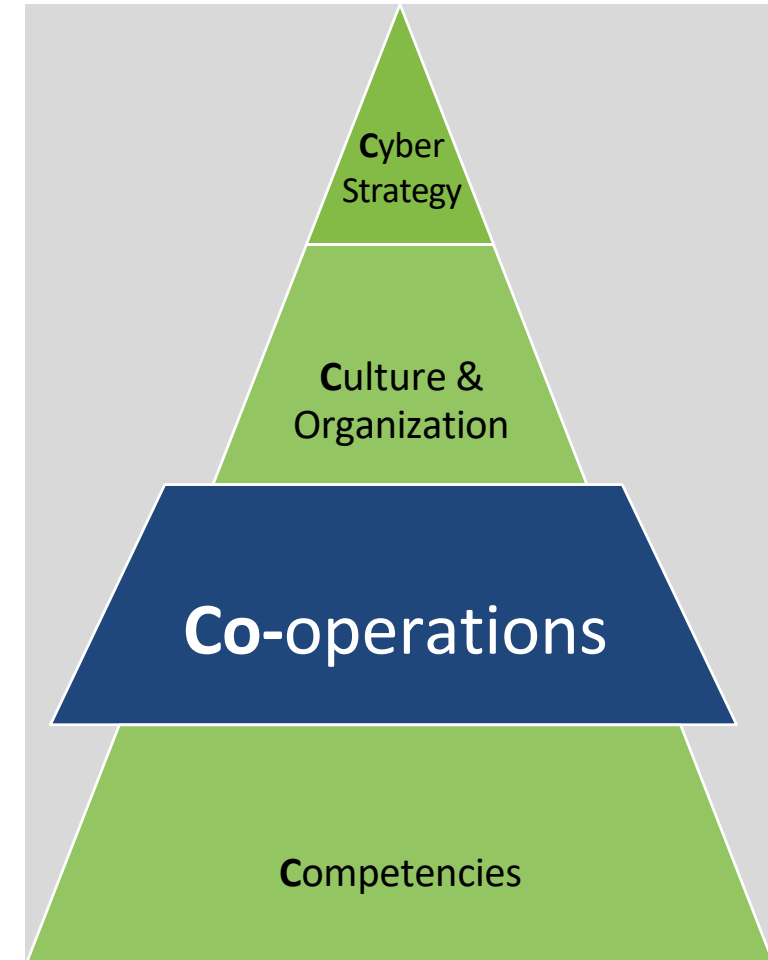 Cyber
Strategy
Culture &
Organization
Co-operations
Competencies